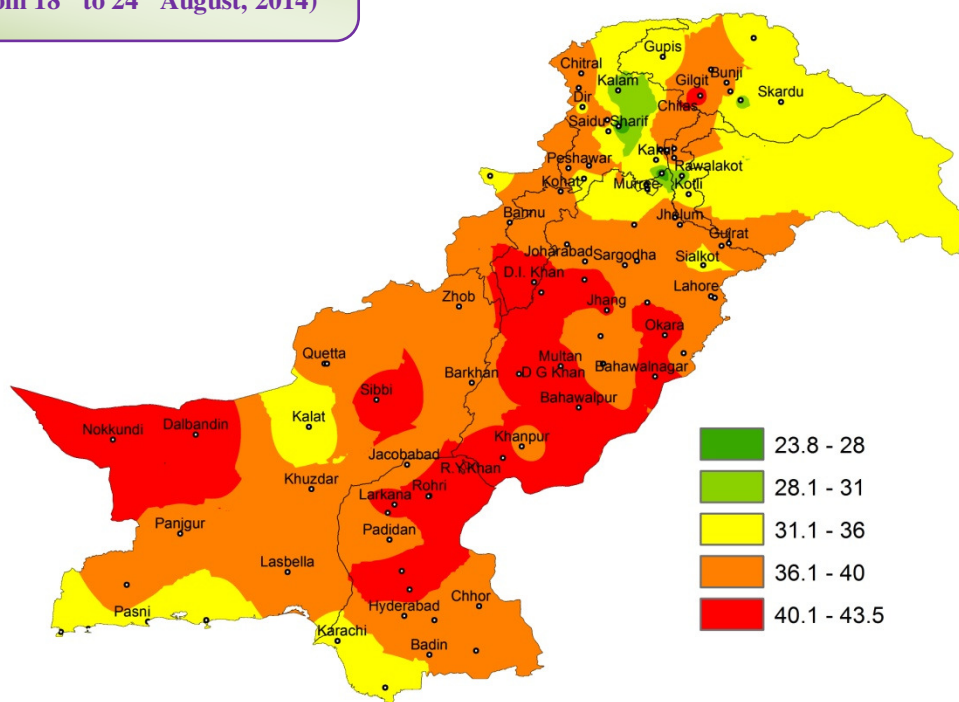 18 to 24 August, 2014)
Gupis
Chitral
Kalam
Gilgit
Bunji
Skardu
Dir
Chilas
Saidu Sharif
Peshawar
Rawalakot
Kohat
Murree
Kotli
Bannu
Jhelum
Gujrat
Joharabad
Sargodha
Sialkot
D.I. Khan
Lahore
Zhob
Jhang
Okara
Quetta
Multan
Barkhan
D G Khan
Bahawalnagar
Sibbi
Bahawalpur
Kalat
Nokkundi
Dalbandin
Khanpur
Jacobabad
R.Y.Khan
Khuzdar
Rohri
Larkana
Panjgur
Padidan
Lasbella
Pasni
Hyderabad
Chhor
Karachi
Badin
23.8 - 28
28.1 - 31
31.1 - 36
36.1 - 40
40.1 - 43.5